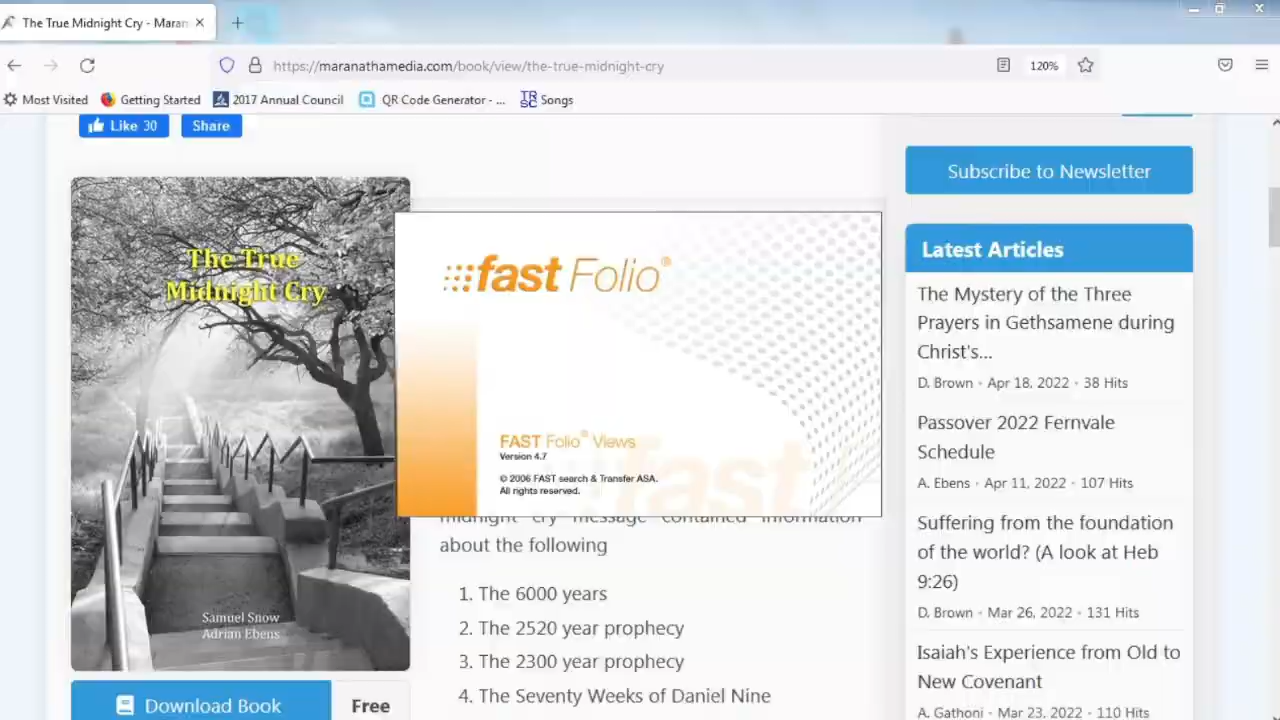 The True Midnight Cry - Maran
https://maranathamedia.com/book/view/the-true-midnight-cry
120%
Most Visited
Getting Started
2017 Annual Council
QR Code Generator - ...
Songs
Like 30
Share
The True
Midnight Cry
Samuel Snow
Adrian Ebens
Download Book
Free
fast Folio®
FAST Folio® Views
Version 4.7
© 2006 FAST search & Transfer ASA.
All rights reserved.
fast
midnight cry message contained information
about the following
1. The 6000 years
2. The 2520 year prophecy
3. The 2300 year prophecy
4. The Seventy Weeks of Daniel Nine
Subscribe to Newsletter
Latest Articles
The Mystery of the Three
Prayers in Gethsamene during
Christ's...
D. Brown • Apr 18, 2022 • 38 Hits
Passover 2022 Fernvale
Schedule
A. Ebens • Apr 11, 2022 • 107 Hits
Suffering from the foundation
of the world? (A look at Heb
9:26)
D. Brown • Mar 26, 2022 • 131 Hits
Isaiah's Experience from Old to
New Covenant
A. Gathoni • Mar 23, 2022 • 110 Hits